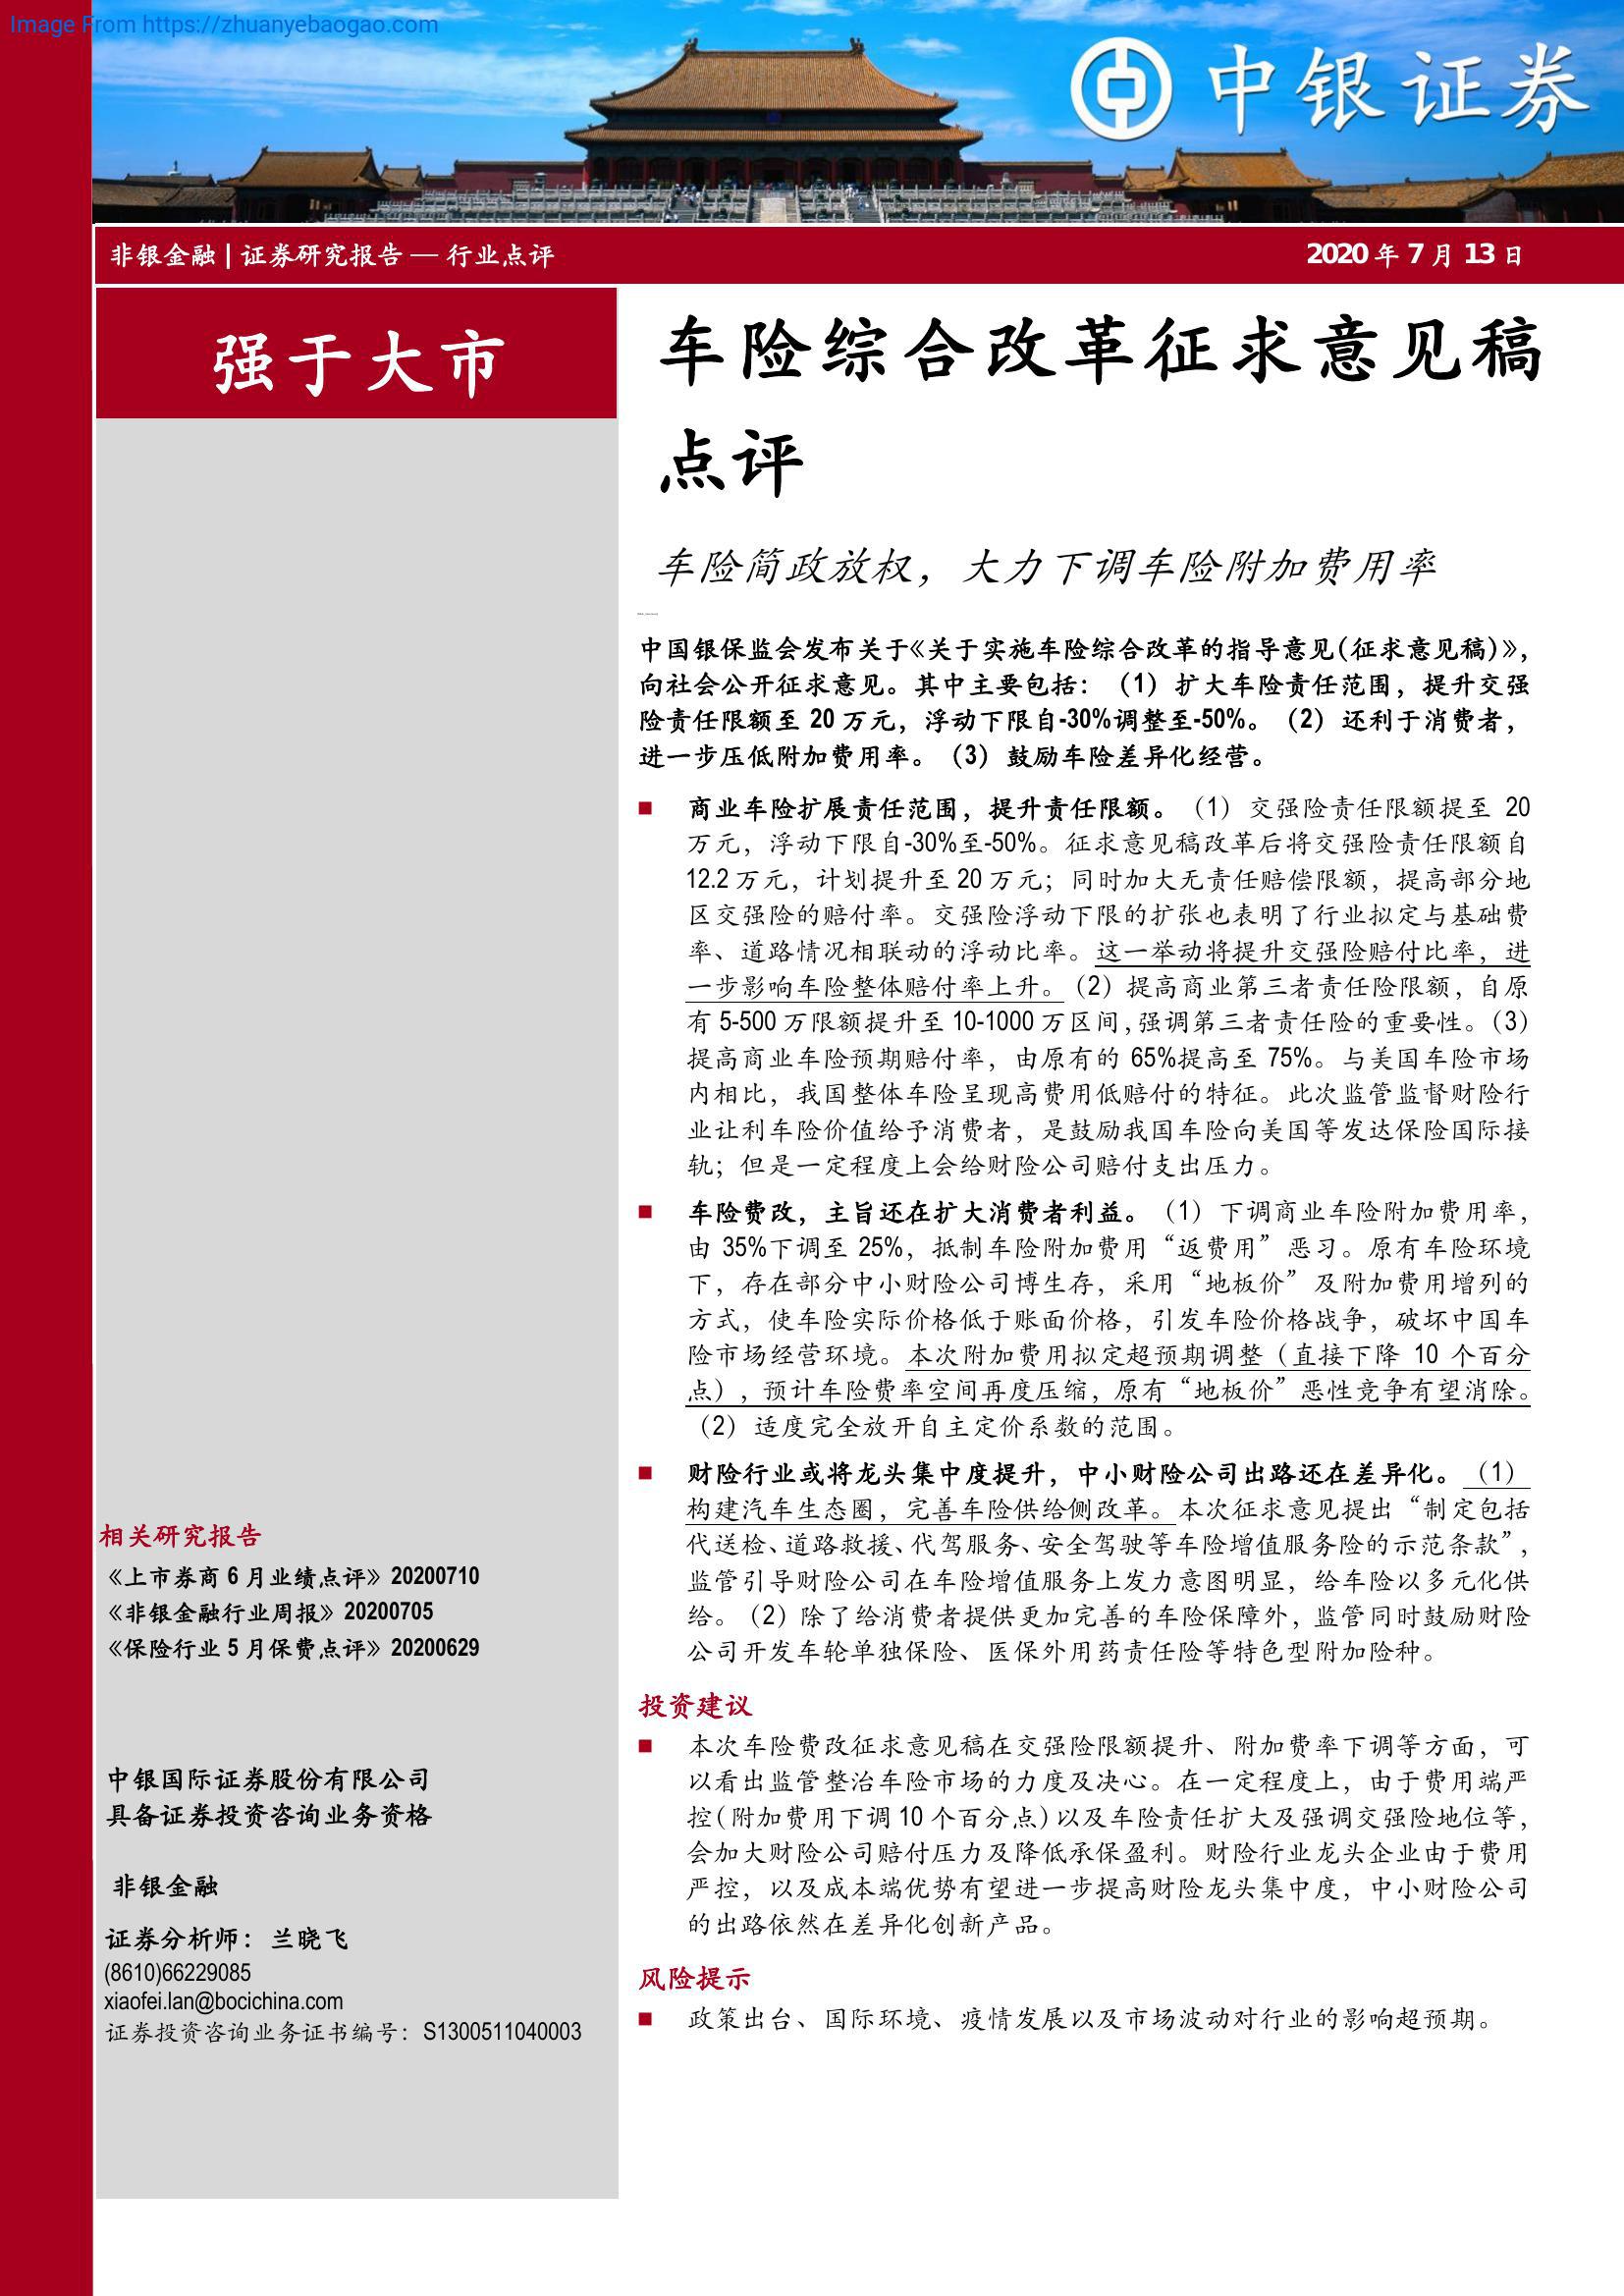 Image From https://zhuanyebaogao.com
中银证券
非银金融 | 证券研究报告 — 行业点评
2020 年 7 月 13 日
强于大市
车险综合改革征求意见稿
点评
车险简政放权，大力下调车险附加费用率
中国银保监会发布关于《关于实施车险综合改革的指导意见（征求意见稿）》，
向社会公开征求意见。其中主要包括：（1）扩大车险责任范围，提升交强
险责任限额至 20 万元，浮动下限自-30%调整至-50%。（2）还利于消费者，
进一步压低附加费用率。（3）鼓励车险差异化经营。
■ 商业车险扩展责任范围，提升责任限额。（1）交强险责任限额提至 20
万元，浮动下限自-30%至-50%。征求意见稿改革后将交强险责任限额自
12.2 万元，计划提升至 20 万元；同时加大无责任赔偿限额，提高部分地
区交强险的赔付率。交强险浮动下限的扩张也表明了行业拟定与基础费
率、道路情况相联动的浮动比率。这一举动将提升交强险赔付比率，进
一步影响车险整体赔付率上升。（2）提高商业第三者责任险限额，自原
有 5-500 万限额提升至 10-1000 万区间，强调第三者责任险的重要性。（3）
提高商业车险预期赔付率，由原有的 65%提高至 75%。与美国车险市场
内相比，我国整体车险呈现高费用低赔付的特征。此次监管监督财险行
业让利车险价值给予消费者，是鼓励我国车险向美国等发达保险国际接
轨；但是一定程度上会给财险公司赔付支出压力。
■ 车险费改，主旨还在扩大消费者利益。（1）下调商业车险附加费用率，
由 35%下调至 25%，抵制车险附加费用“返费用”恶习。原有车险环境
下，存在部分中小财险公司博生存，采用“地板价”及附加费用增列的
方式，使车险实际价格低于账面价格，引发车险价格战争，破坏中国车
险市场经营环境。本次附加费用拟定超预期调整（直接下降 10 个百分
点），预计车险费率空间再度压缩，原有“地板价”恶性竞争有望消除。
（2）适度完全放开自主定价系数的范围。
■ 财险行业或将龙头集中度提升，中小财险公司出路还在差异化。（1）
构建汽车生态圈，完善车险供给侧改革。本次征求意见提出“制定包括
代送检、道路救援、代驾服务、安全驾驶等车险增值服务险的示范条款”，
监管引导财险公司在车险增值服务上发力意图明显，给车险以多元化供
给。（2）除了给消费者提供更加完善的车险保障外，监管同时鼓励财险
公司开发车轮单独保险、医保外用药责任险等特色型附加险种。
投资建议
■ 本次车险费改征求意见稿在交强险限额提升、附加费率下调等方面，可
以看出监管整治车险市场的力度及决心。在一定程度上，由于费用端严
控（附加费用下调 10 个百分点）以及车险责任扩大及强调交强险地位等，
会加大财险公司赔付压力及降低承保盈利。财险行业龙头企业由于费用
严控，以及成本端优势有望进一步提高财险龙头集中度，中小财险公司
的出路依然在差异化创新产品。
风险提示
■ 政策出台、国际环境、疫情发展以及市场波动对行业的影响超预期。
相关研究报告
《上市券商 6 月业绩点评》20200710
《非银金融行业周报》20200705
《保险行业 5 月保费点评》20200629
中银国际证券股份有限公司
具备证券投资咨询业务资格
非银金融
证券分析师：兰晓飞
(8610)66229085
xiaofei.lan@bocichina.com
证券投资咨询业务证书编号：S1300511040003